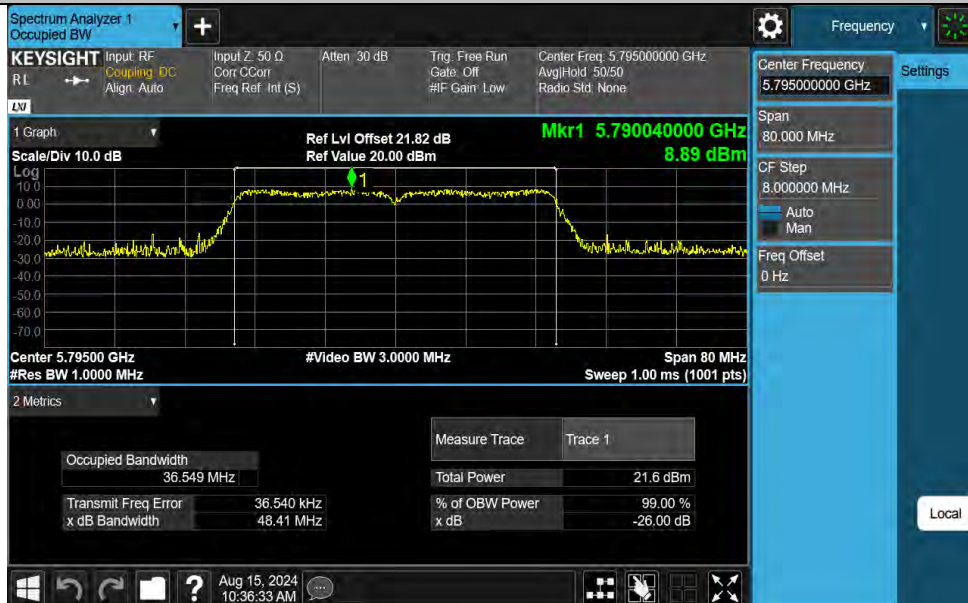 Spectrum Analyzer 1
Occupied BW
Frequency
KEYSIGHT
RL
LXI
Input: RF
Coupling: DC
Align: Auto
Input Z: 50 Ω
Corr CCorr
Freq Ref: Int (S)
Atten: 30 dB
Trig: Free Run
Gate: Off
#IF Gain: Low
Center Freq: 5.795000000 GHz
Avg|Hold: 50/50
Radio Std: None
Center Frequency
5.795000000 GHz
Settings
Span
80.000 MHz
CF Step
8.000000 MHz
Auto
Man
Freq Offset
0 Hz
1 Graph
Scale/Div 10.0 dB
Ref Lvl Offset 21.82 dB
Ref Value 20.00 dBm
Mkr1 5.790040000 GHz
8.89 dBm
Log
10.0
0.00
-10.0
-20.0
-30.0
-40.0
-50.0
-60.0
-70.0
1
Center 5.79500 GHz
#Res BW 1.0000 MHz
#Video BW 3.0000 MHz
Span 80 MHz
Sweep 1.00 ms (1001 pts)
2 Metrics
Measure Trace Trace 1
Occupied Bandwidth
36.549 MHz
Total Power 21.6 dBm
Transmit Freq Error 36.540 kHz
% of OBW Power 99.00 %
x dB Bandwidth 48.41 MHz
x dB -26.00 dB
Local
Aug 15, 2024
10:36:33 AM